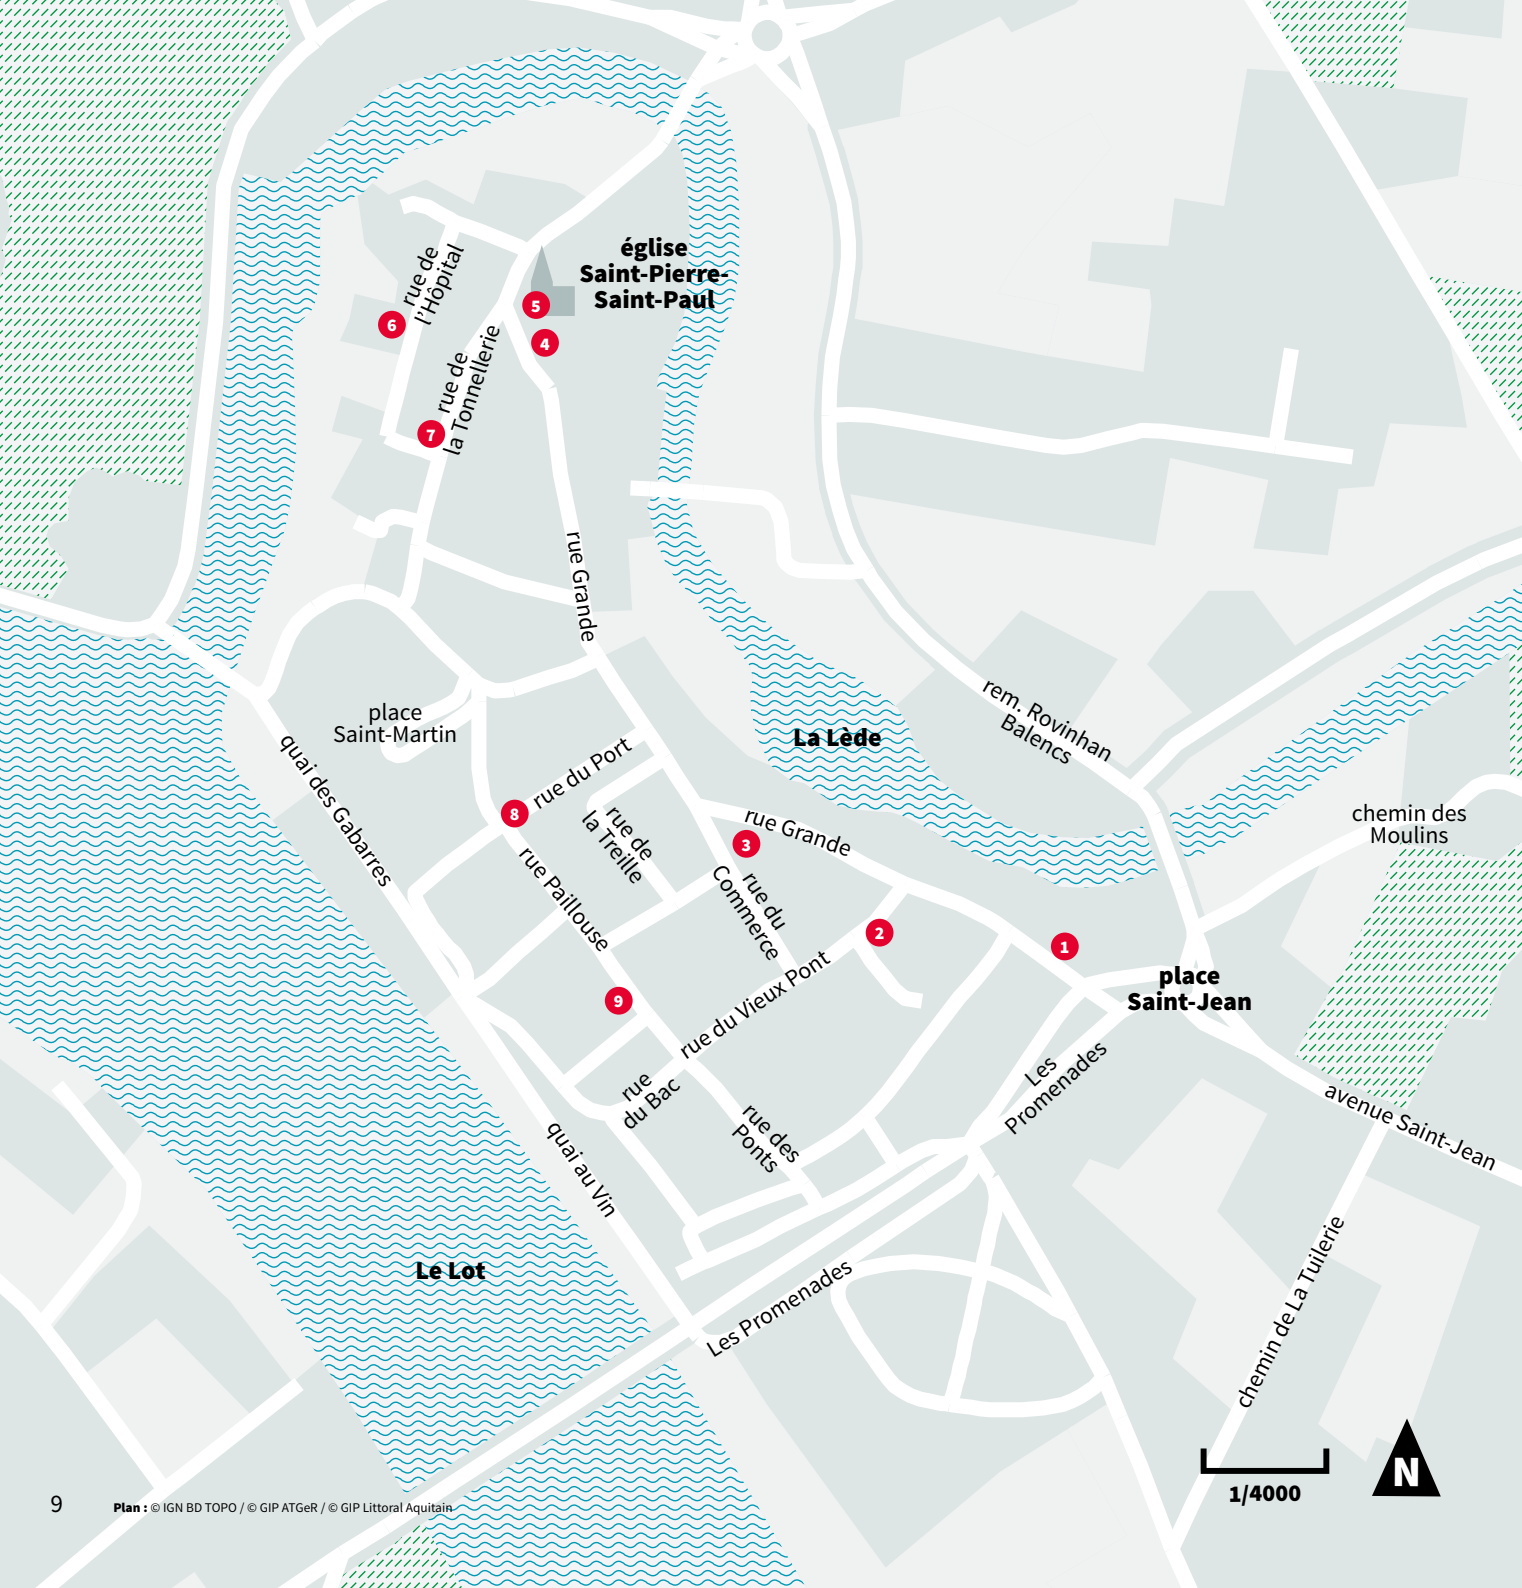 église
Saint-Pierre-
Saint-Paul
5
4
rue de
l'Hôpital
6
rue de
la Tonnellerie
7
rue Grande
rem. Rovinhan
Balencs
place
Saint-Martin
La Lède
quai des Gabarres
rue du Port
8
rue de
la Treille
rue Grande
3
chemin des
Moulins
rue Paillouse
rue du
Commerce
2
1
place
Saint-Jean
9
rue du Vieux Pont
rue
du Bac
Les
Promenades
rue des
Ponts
avenue Saint-Jean
quai au Vin
Le Lot
Les Promenades
chemin de La Tuilerie
N
1/4000
9
Plan : © IGN BD TOPO / © GIP ATGeR / © GIP Littoral Aquitain